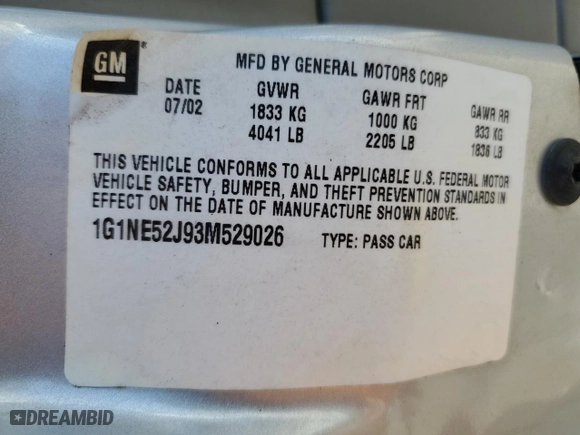 GM
MFD BY GENERAL MOTORS CORP
DATE GVWR GAWR FRT GAWR RR
07/02 1833 KG 1000 KG 833 KG
4041 LB 2205 LB 1836 LB
THIS VEHICLE CONFORMS TO ALL APPLICABLE U.S. FEDERAL MOTOR
VEHICLE SAFETY, BUMPER, AND THEFT PREVENTION STANDARDS IN
EFFECT ON THE DATE OF MANUFACTURE SHOWN ABOVE.
1G1NE52J93M529026 TYPE: PASS CAR
DREAMBID